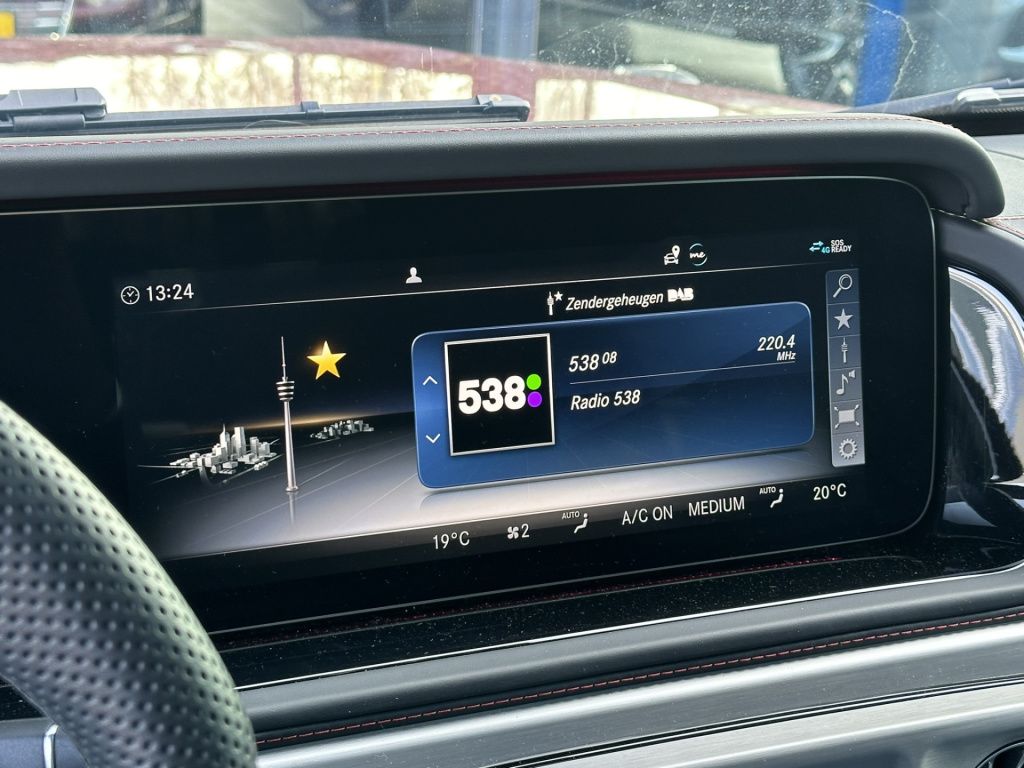 13:24
me
4G
SOS
READY
Zendergeheugen DAB
538
538 08
220.4
MHz
Radio 538
19°C
2
AUTO
A/C ON
MEDIUM
AUTO
20°C